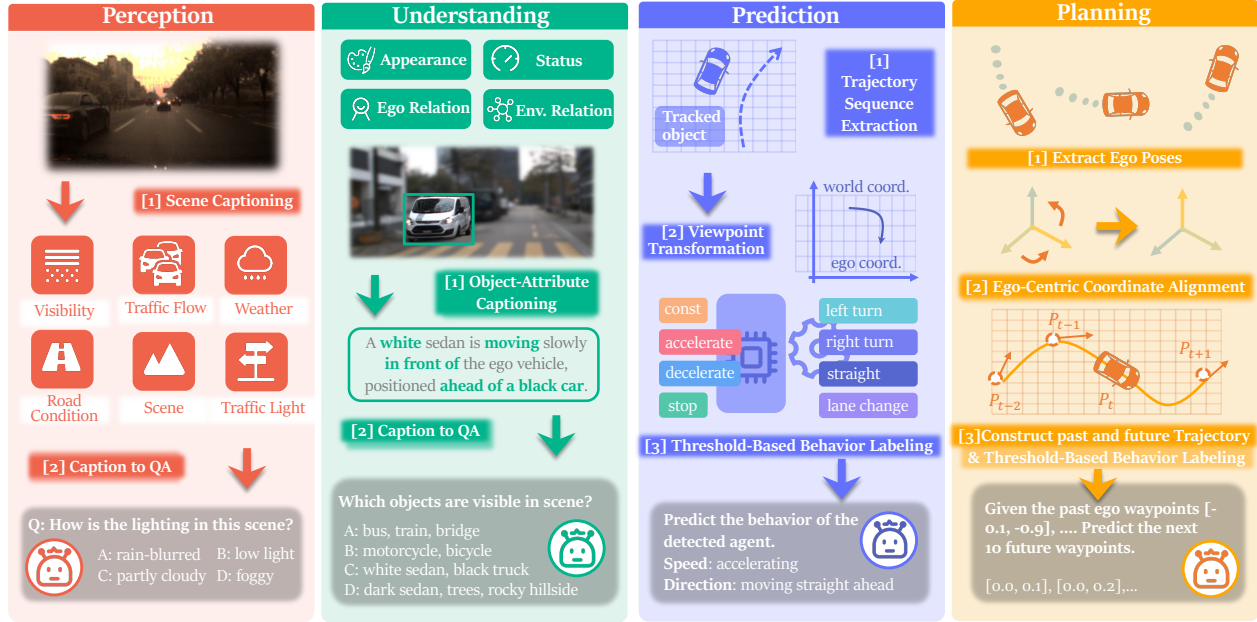 Perception
[1] Scene Captioning
Visibility
Traffic Flow
Weather
Road
Condition
Scene
Traffic Light
[2] Caption to QA
Q: How is the lighting in this scene?
A: rain-blurred
B: low light
C: partly cloudy
D: foggy
Understanding
Appearance
Status
Ego Relation
Env. Relation
[1] Object-Attribute
Captioning
A white sedan is moving slowly
in front of the ego vehicle,
positioned ahead of a black car.
[2] Caption to QA
Which objects are visible in scene?
A: bus, train, bridge
B: motorcycle, bicycle
C: white sedan, black truck
D: dark sedan, trees, rocky hillside
Prediction
Tracked
object
[1]
Trajectory
Sequence
Extraction
[2] Viewpoint
Transformation
world coord.
ego coord.
const
accelerate
decelerate
stop
left turn
right turn
straight
lane change
[3] Threshold-Based Behavior Labeling
Predict the behavior of the
detected agent.
Speed: accelerating
Direction: moving straight ahead
Planning
[1] Extract Ego Poses
[2] Ego-Centric Coordinate Alignment
P_{t-1}
P_{t+1}
P_{t-2}
P_t
[3]Construct past and future Trajectory
& Threshold-Based Behavior Labeling
Given the past ego waypoints [-
0.1, -0.9], .... Predict the next
10 future waypoints.
[0.0, 0.1], [0.0, 0.2],...